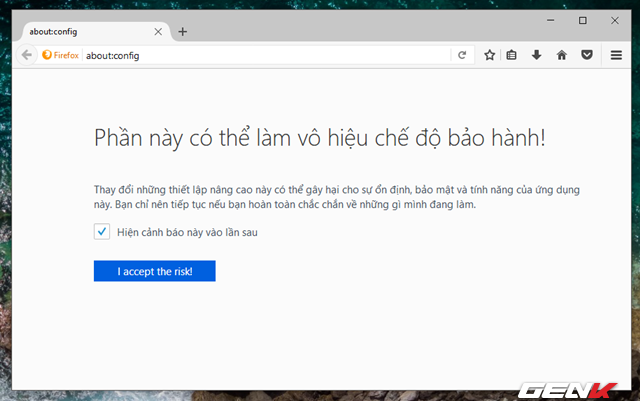 about:config
Firefox about:config
Phần này có thể làm vô hiệu chế độ bảo hành!
Thay đổi những thiết lập nâng cao này có thể gây hại cho sự ổn định, bảo mật và tính năng của ứng dụng
này. Bạn chỉ nên tiếp tục nếu bạn hoàn toàn chắc chắn về những gì mình đang làm.
Hiện cảnh báo này vào lần sau
I accept the risk!
GENK